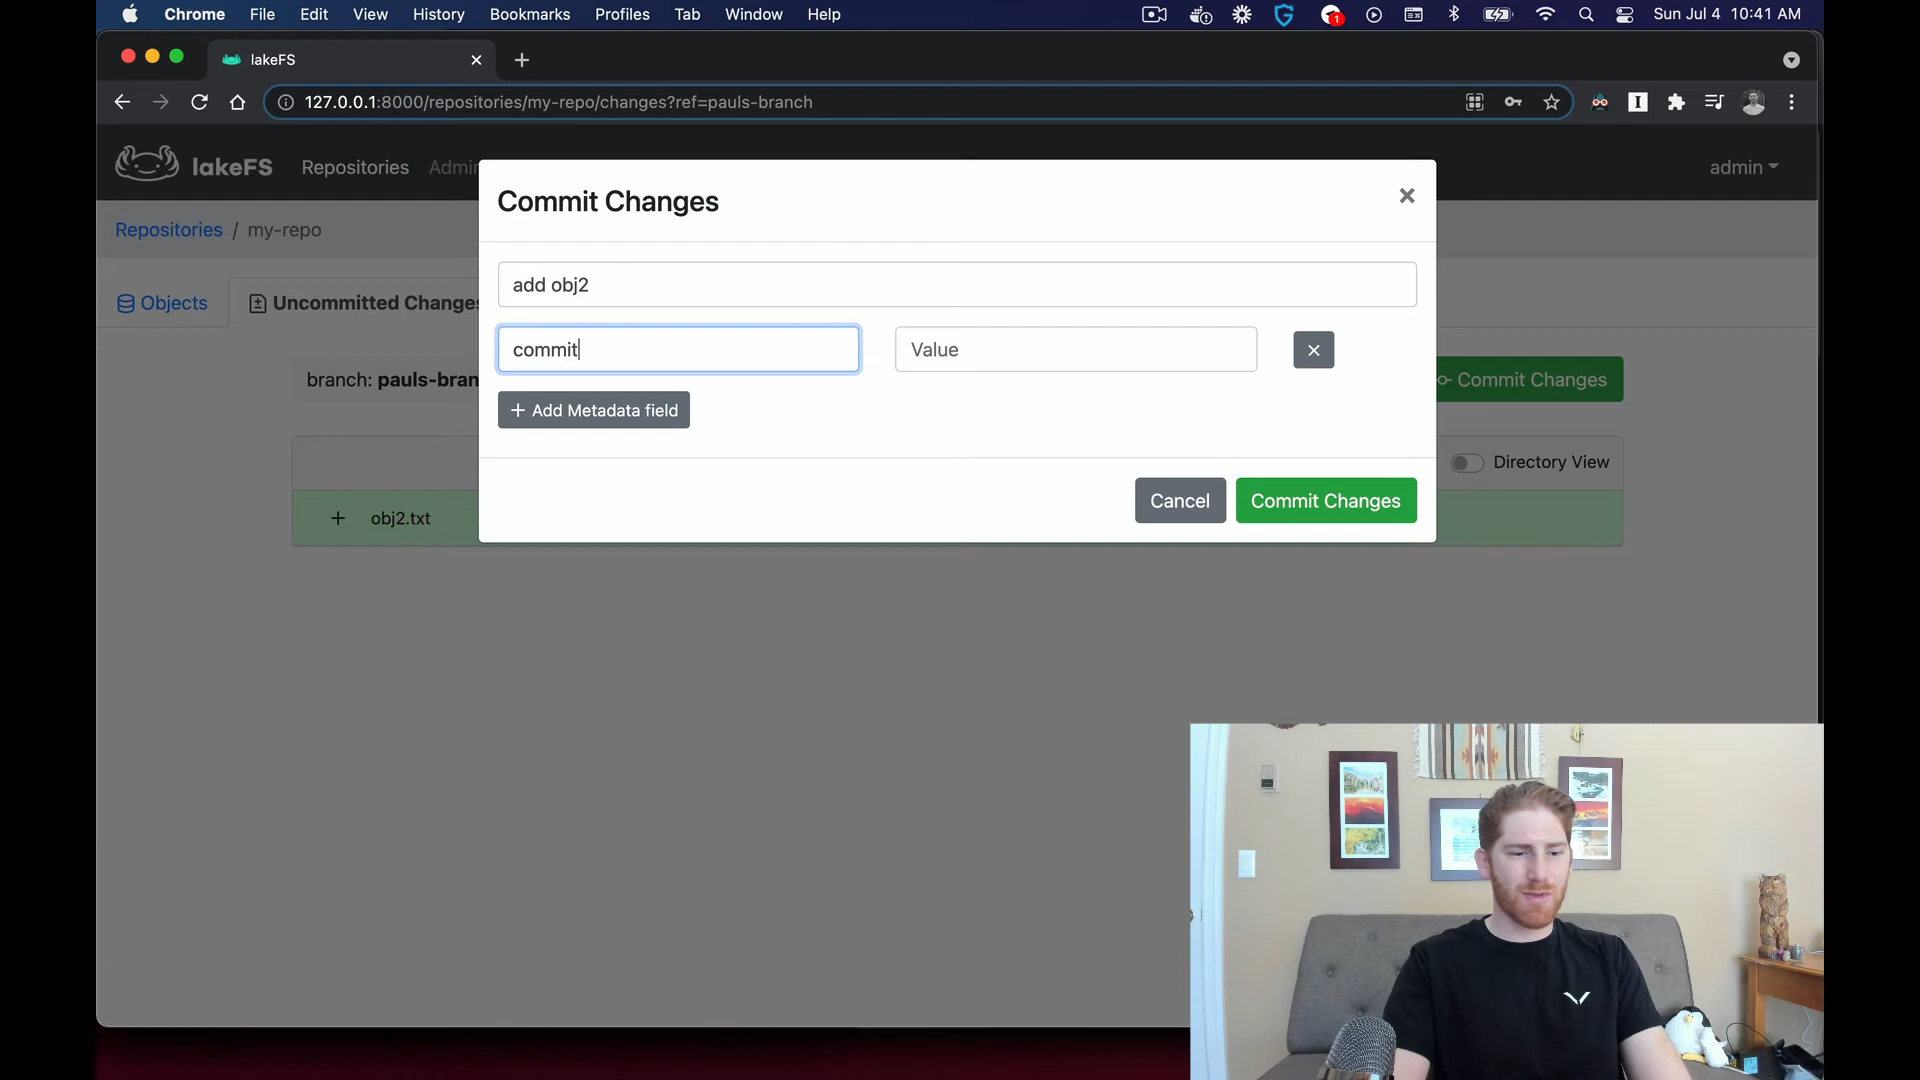 Chrome File Edit View History Bookmarks Profiles Tab Window Help 1 Sun Jul 4 10:41 AM
lakeFS
127.0.0.1:8000/repositories/my-repo/changes?ref=pauls-branch
lakeFS Repositories Admin admin
Commit Changes
Repositories / my-repo
add obj2
Objects Uncommitted Changes
commit Value
branch: pauls-bran Commit Changes
+ Add Metadata field
Directory View
Cancel Commit Changes
+ obj2.txt